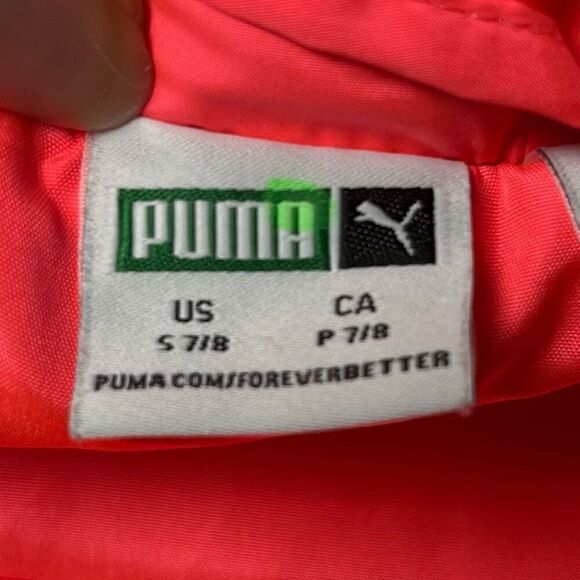 PUMA
US CA
S 7/8 P 7/8
PUMA.COM/FOREVERBETTER